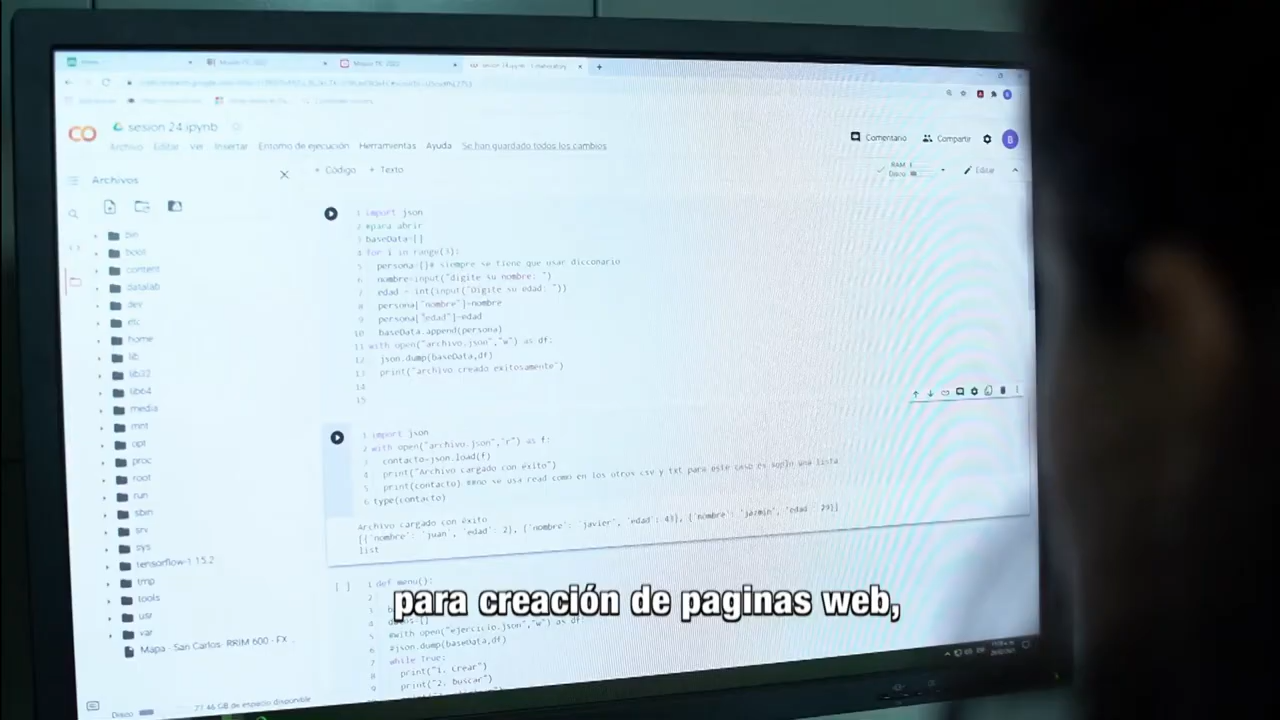 sesion 24.ipynb
Archivo Editar Ver Insertar Entorno de ejecución Herramientas Ayuda Se han guardado todos los cambios
Comentario Compartir B
Archivos
+ Código + Texto
RAM
Disco
Editar
bin
boot
content
datalab
dev
etc
home
lib
lib32
lib64
media
mnt
opt
proc
root
run
sbin
srv
sys
tensorflow-1.15.2
tmp
tools
usr
var
Mapa - San Carlos- RRIM 600 - FX
Disco 77.46 GB de espacio disponible
1 import json
2 #para abrir
3 baseData=[]
4 for i in range(3):
5 persona={}# siempre se tiene que usar diccionario
6 nombre=input("digite su nombre: ")
7 edad = int(input("Digite su edad: "))
8 persona["nombre"]=nombre
9 persona["edad"]=edad
10 baseData.append(persona)
11 with open("archivo.json","w") as df:
12 json.dump(baseData,df)
13 print("archivo creado exitosamente")
14
15
1 import json
2 with open("archivo.json","r") as f:
3 contacto=json.load(f)
4 print("Archivo cargado con éxito")
5 print(contacto) #no se usa read como en los otros csv y txt para este caso es una lista
6 type(contacto)
Archivo cargado con éxito
[{'nombre': 'juan', 'edad': 2}, {'nombre': 'javier', 'edad': 43}, {'nombre': 'jazmin', 'edad': 29}]
list
[ ] 1 def menu():
2
#with open("ejercicio.json","w") as df
6 #json.dump(baseData,df)
7 while True:
8 print("1. crear")
9 print("2. buscar")
para creación de paginas web,